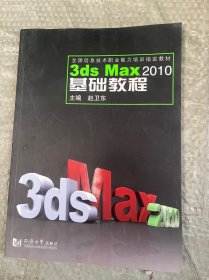 全国信息技术职业能力培训指定教材
3ds Max 2010
基础教程
主编 赵卫东
3ds Max
2010
同济大学出版社